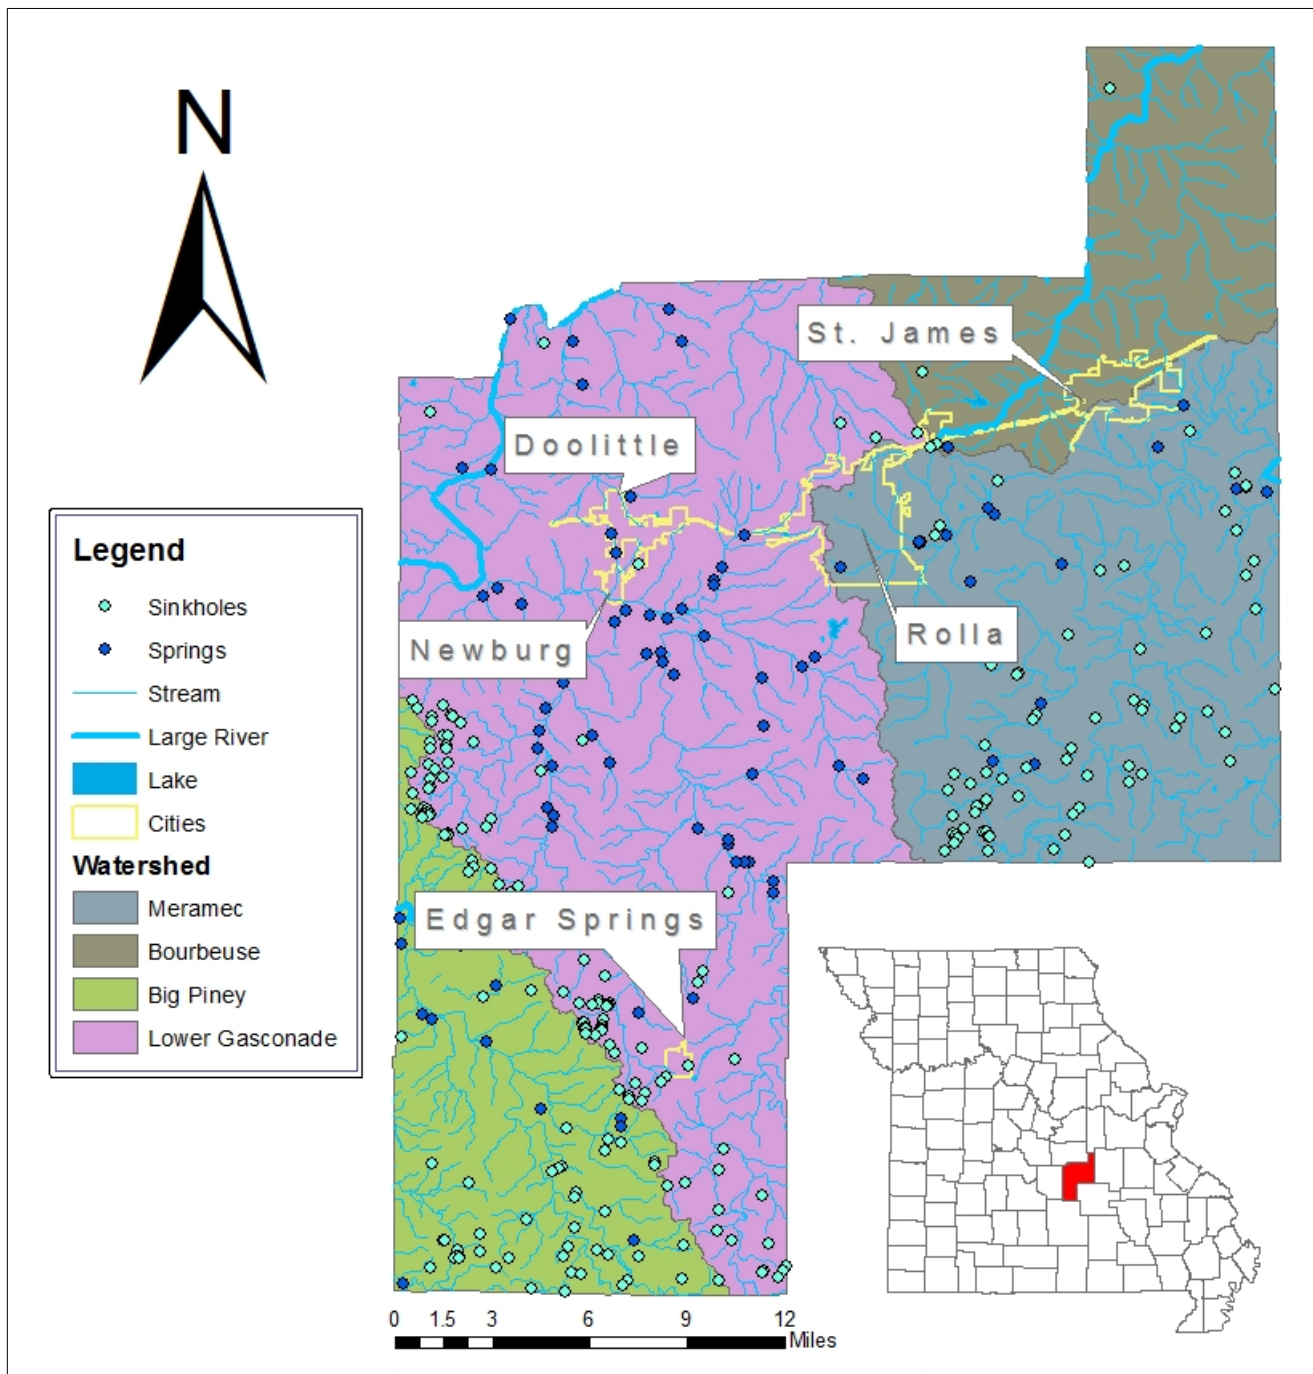 N
St. James
Doolittle
Newburg
Rolla
Edgar Springs
Legend
Sinkholes
Springs
Stream
Large River
Lake
Cities
Watershed
Meramec
Bourbeuse
Big Piney
Lower Gasconade
0 1.5 3 6 9 12
Miles